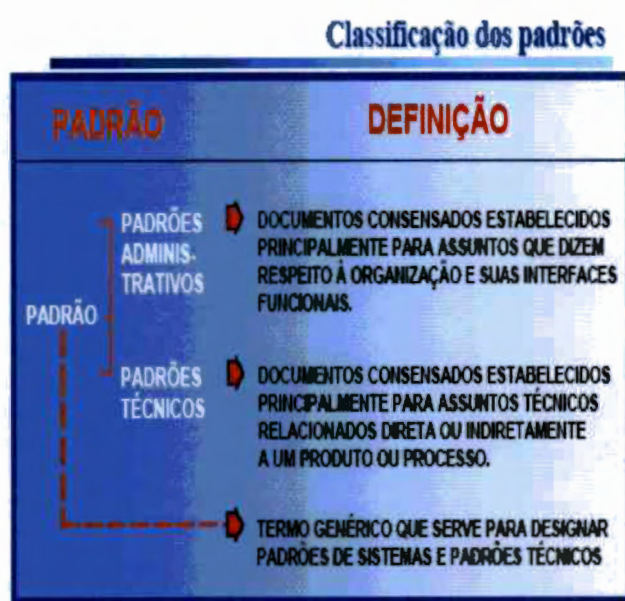 Classificação dos padrões
PADRÃO
DEFINIÇÃO
PADRÃO
PADRÕES
ADMINIS-
TRATIVOS
DOCUMENTOS CONSENSADOS ESTABELECIDOS
PRINCIPALMENTE PARA ASSUNTOS QUE DIZEM
RESPEITO À ORGANIZAÇÃO E SUAS INTERFACES
FUNCIONAIS.
PADRÕES
TÉCNICOS
DOCUMENTOS CONSENSADOS ESTABELECIDOS
PRINCIPALMENTE PARA ASSUNTOS TÉCNICOS
RELACIONADOS DIRETA OU INDIRETAMENTE
A UM PRODUTO OU PROCESSO.
TERMO GENÉRICO QUE SERVE PARA DESIGNAR
PADRÕES DE SISTEMAS E PADRÕES TÉCNICOS